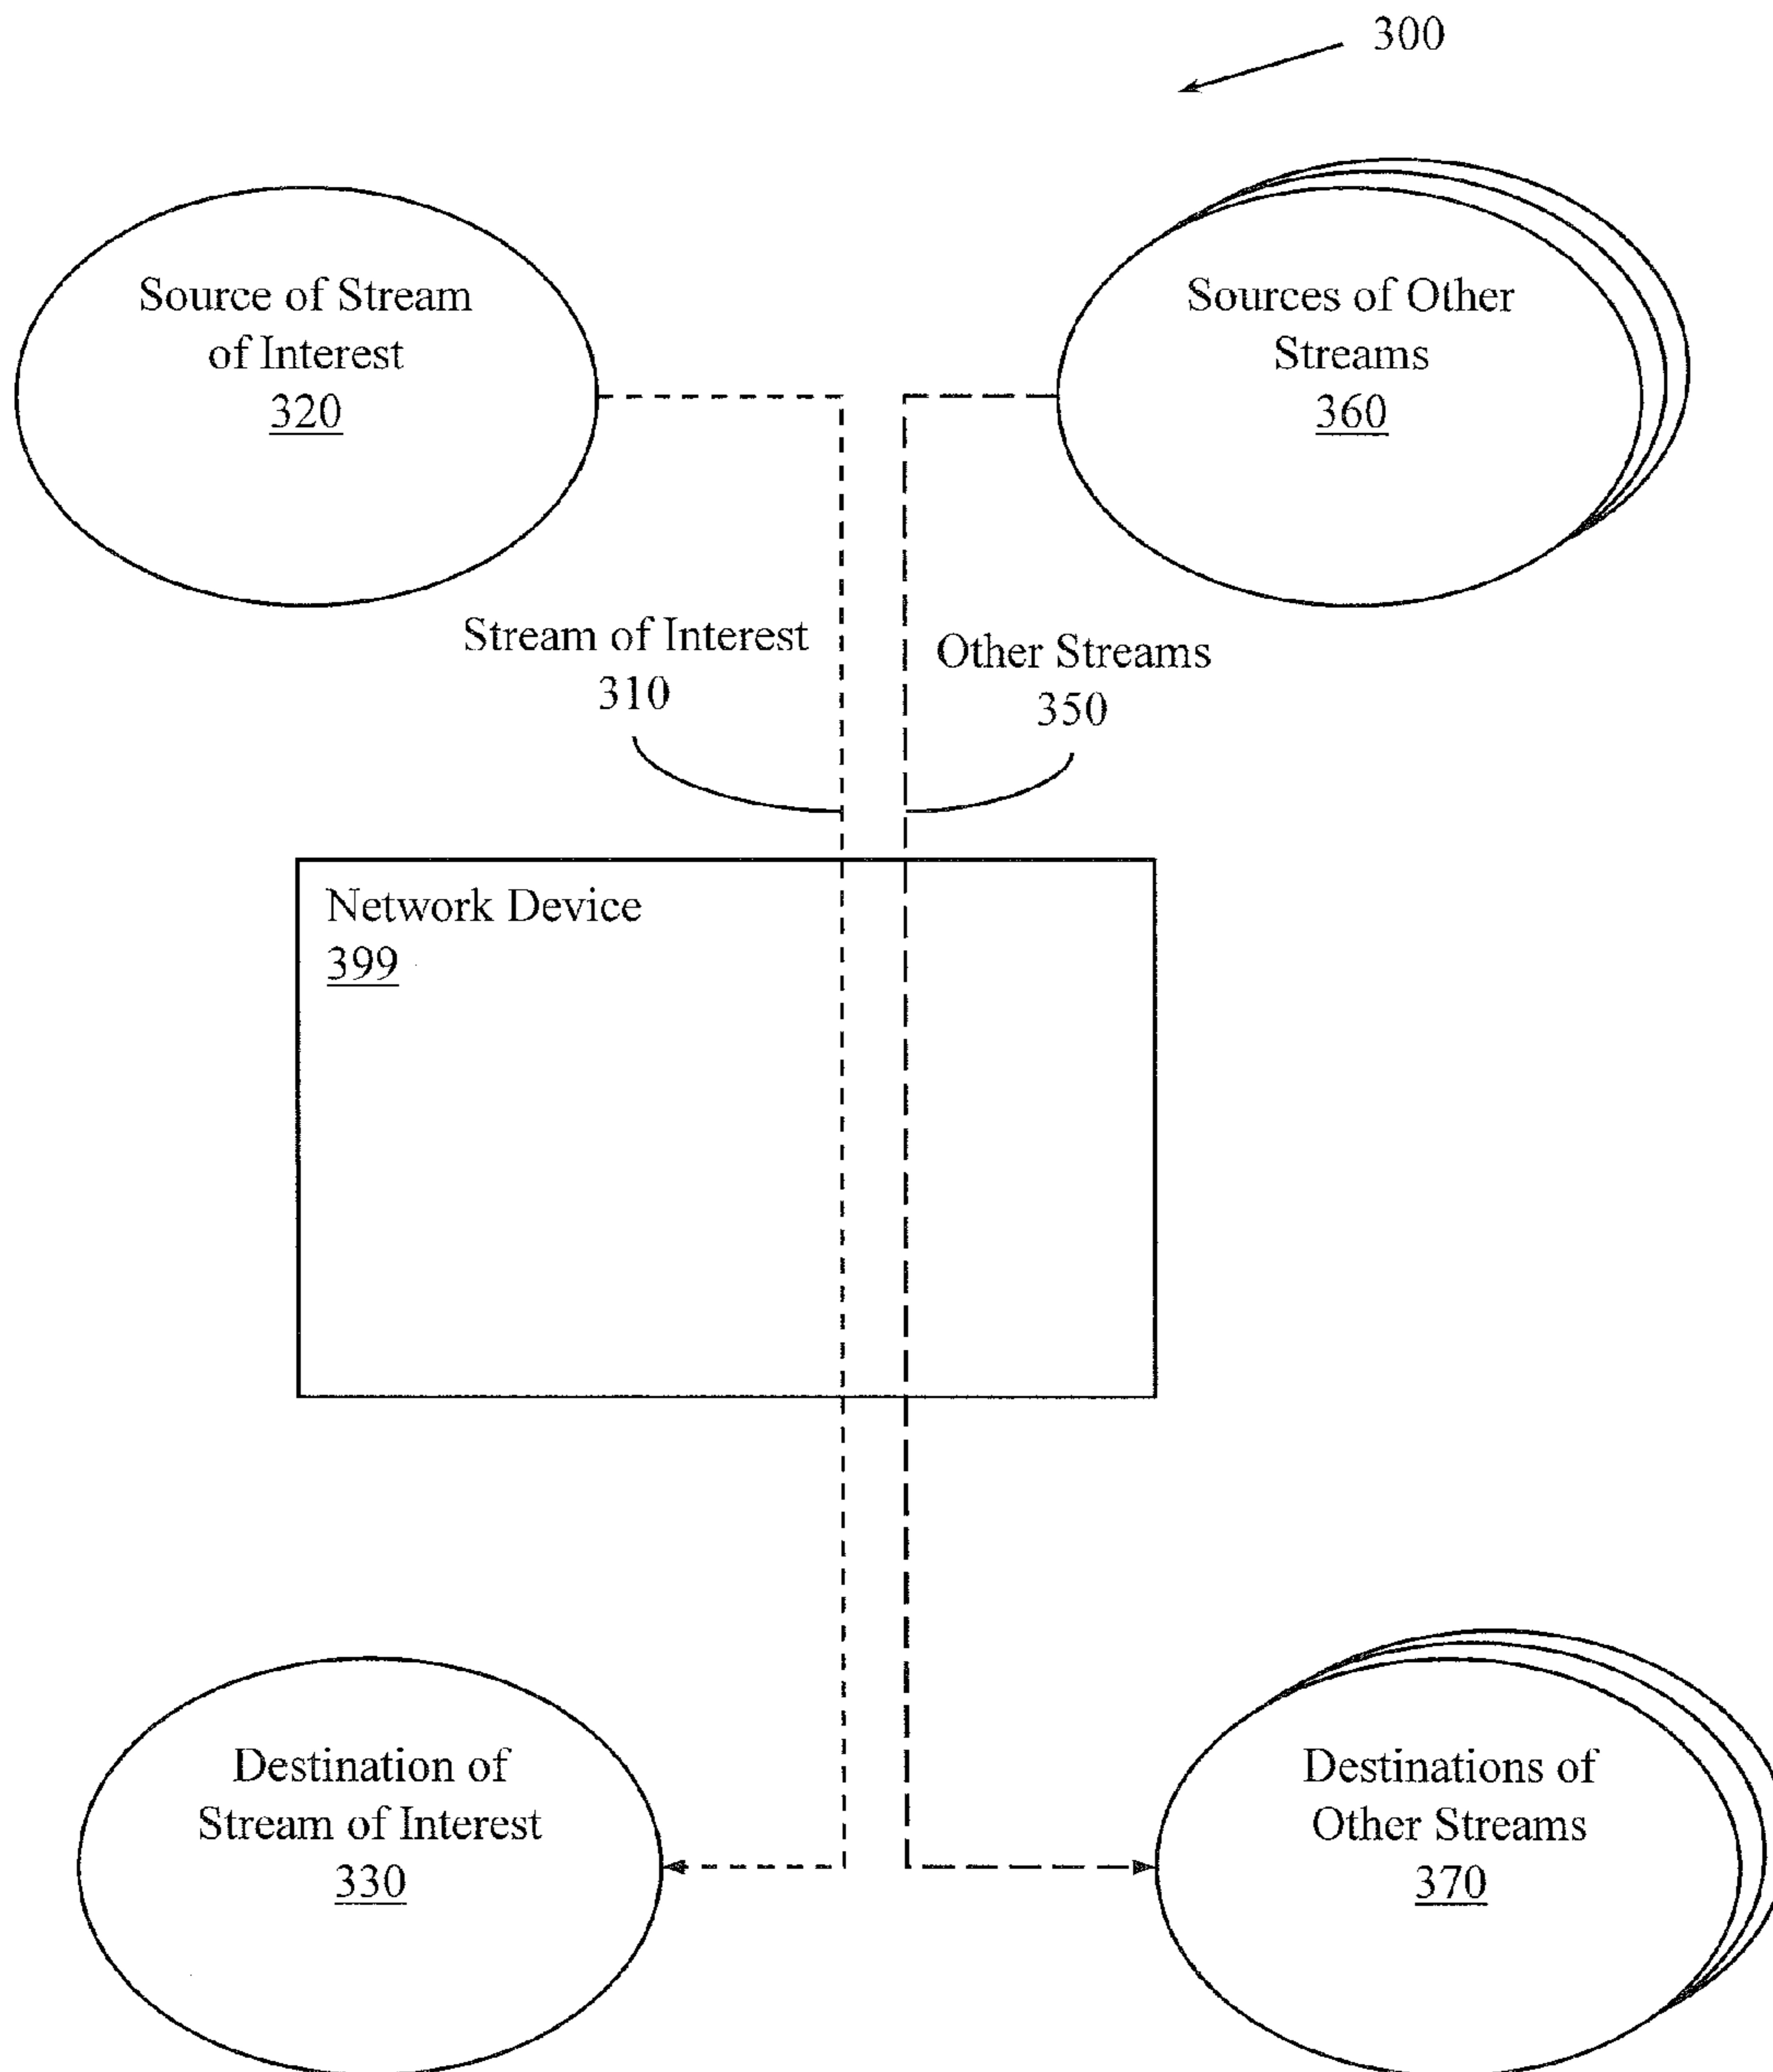 300
Source of Stream
of Interest
320
Sources of Other
Streams
360
Stream of Interest
310
Other Streams
350
Network Device
399
Destination of
Stream of Interest
330
Destinations of
Other Streams
370